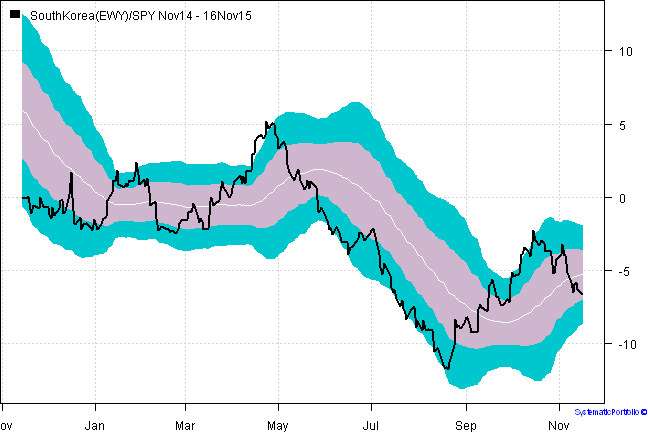 SouthKorea(EWY)/SPY Nov14 - 16Nov15
10
5
0
-5
-10
ov Jan Mar May Jul Sep Nov
SystematicPortfolio ©